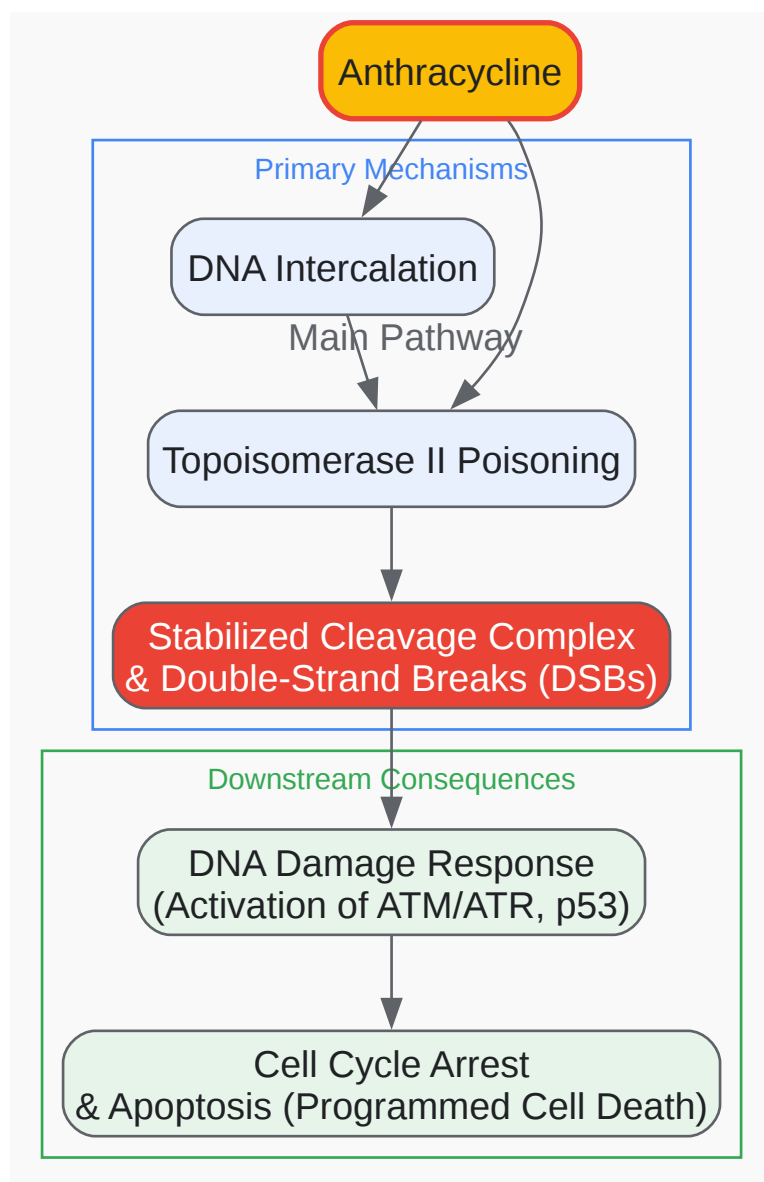 Anthracycline
Primary Mechanisms
DNA Intercalation
Main Pathway
Topoisomerase II Poisoning
Stabilized Cleavage Complex
& Double-Strand Breaks (DSBs)
Downstream Consequences
DNA Damage Response
(Activation of ATM/ATR, p53)
Cell Cycle Arrest
& Apoptosis (Programmed Cell Death)